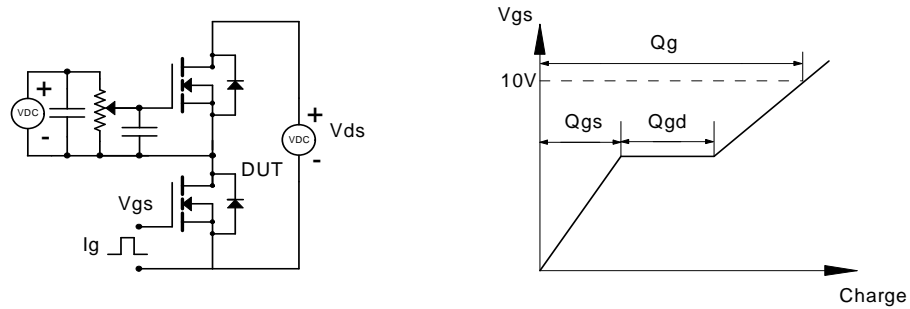 +
VDC
-
+
VDC
-
Vds
DUT
Vgs
Ig
Vgs
Qg
10V
Qgs
Qgd
Charge